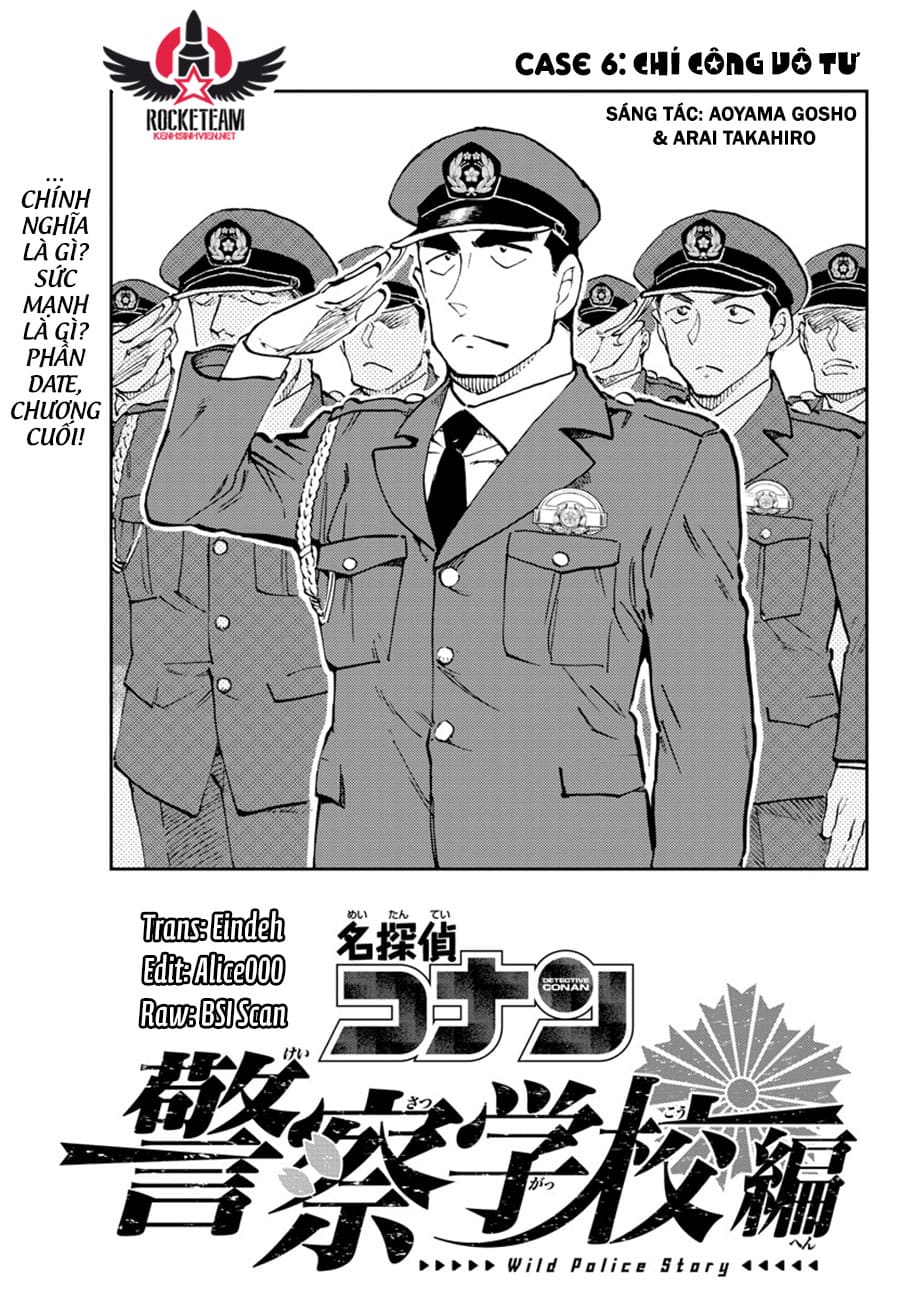 ROCKETEAM
KENHSINHVIEN.NET
CASE 6: CHÍ CÔNG VÔ TƯ
SÁNG TÁC: AOYAMA GOSHO
& ARAI TAKAHIRO
...
CHÍNH
NGHĨA
LÀ GÌ?
SỨC
MẠNH
LÀ GÌ?
PHẦN
DATE,
CHƯƠNG
CUỐI!
Trans: Eindeh
Edit: Alice000
Raw: BSI Scan
めい たん てい
名探偵
コナン
DETECTIVE
CONAN
けい さつ がっ こう へん
警察学校編
Wild Police Story